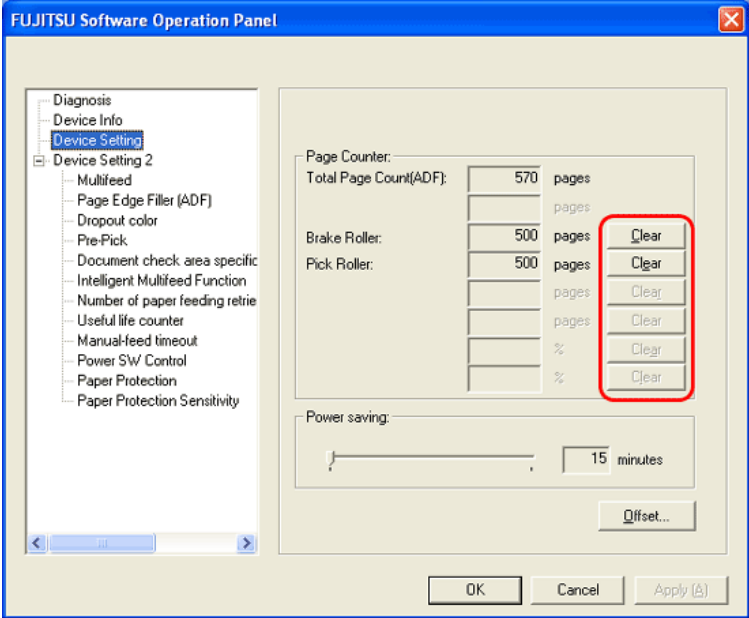 FUJITSU Software Operation Panel
Diagnosis
Device Info
Device Setting
Device Setting 2
Multifeed
Page Edge Filler (ADF)
Dropout color
Pre-Pick
Document check area specific
Intelligent Multifeed Function
Number of paper feeding retrie
Useful life counter
Manual-feed timeout
Power SW Control
Paper Protection
Paper Protection Sensitivity
Page Counter:
Total Page Count(ADF): 570 pages
pages
Brake Roller: 500 pages Clear
Pick Roller: 500 pages Clear
pages Clear
pages Clear
% Clear
% Clear
Power saving:
15 minutes
Offset...
OK Cancel Apply (A)